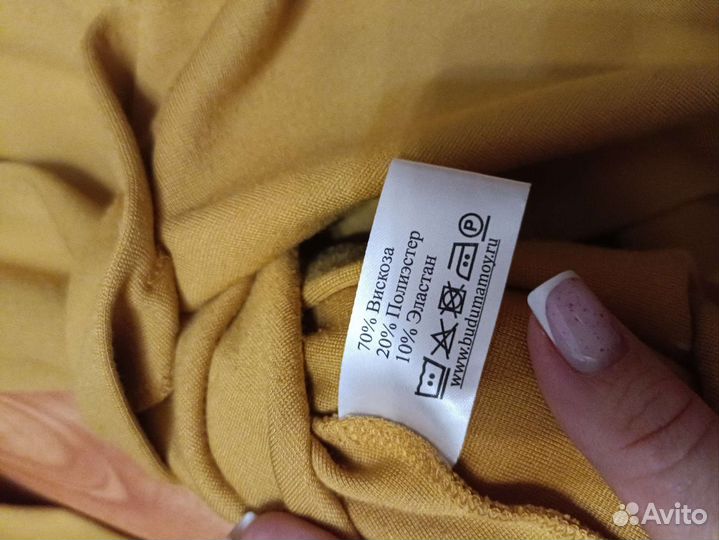 70% Вискоза
20% Полиэстер
10% Эластан
P
www.budumamoy.ru
Avito